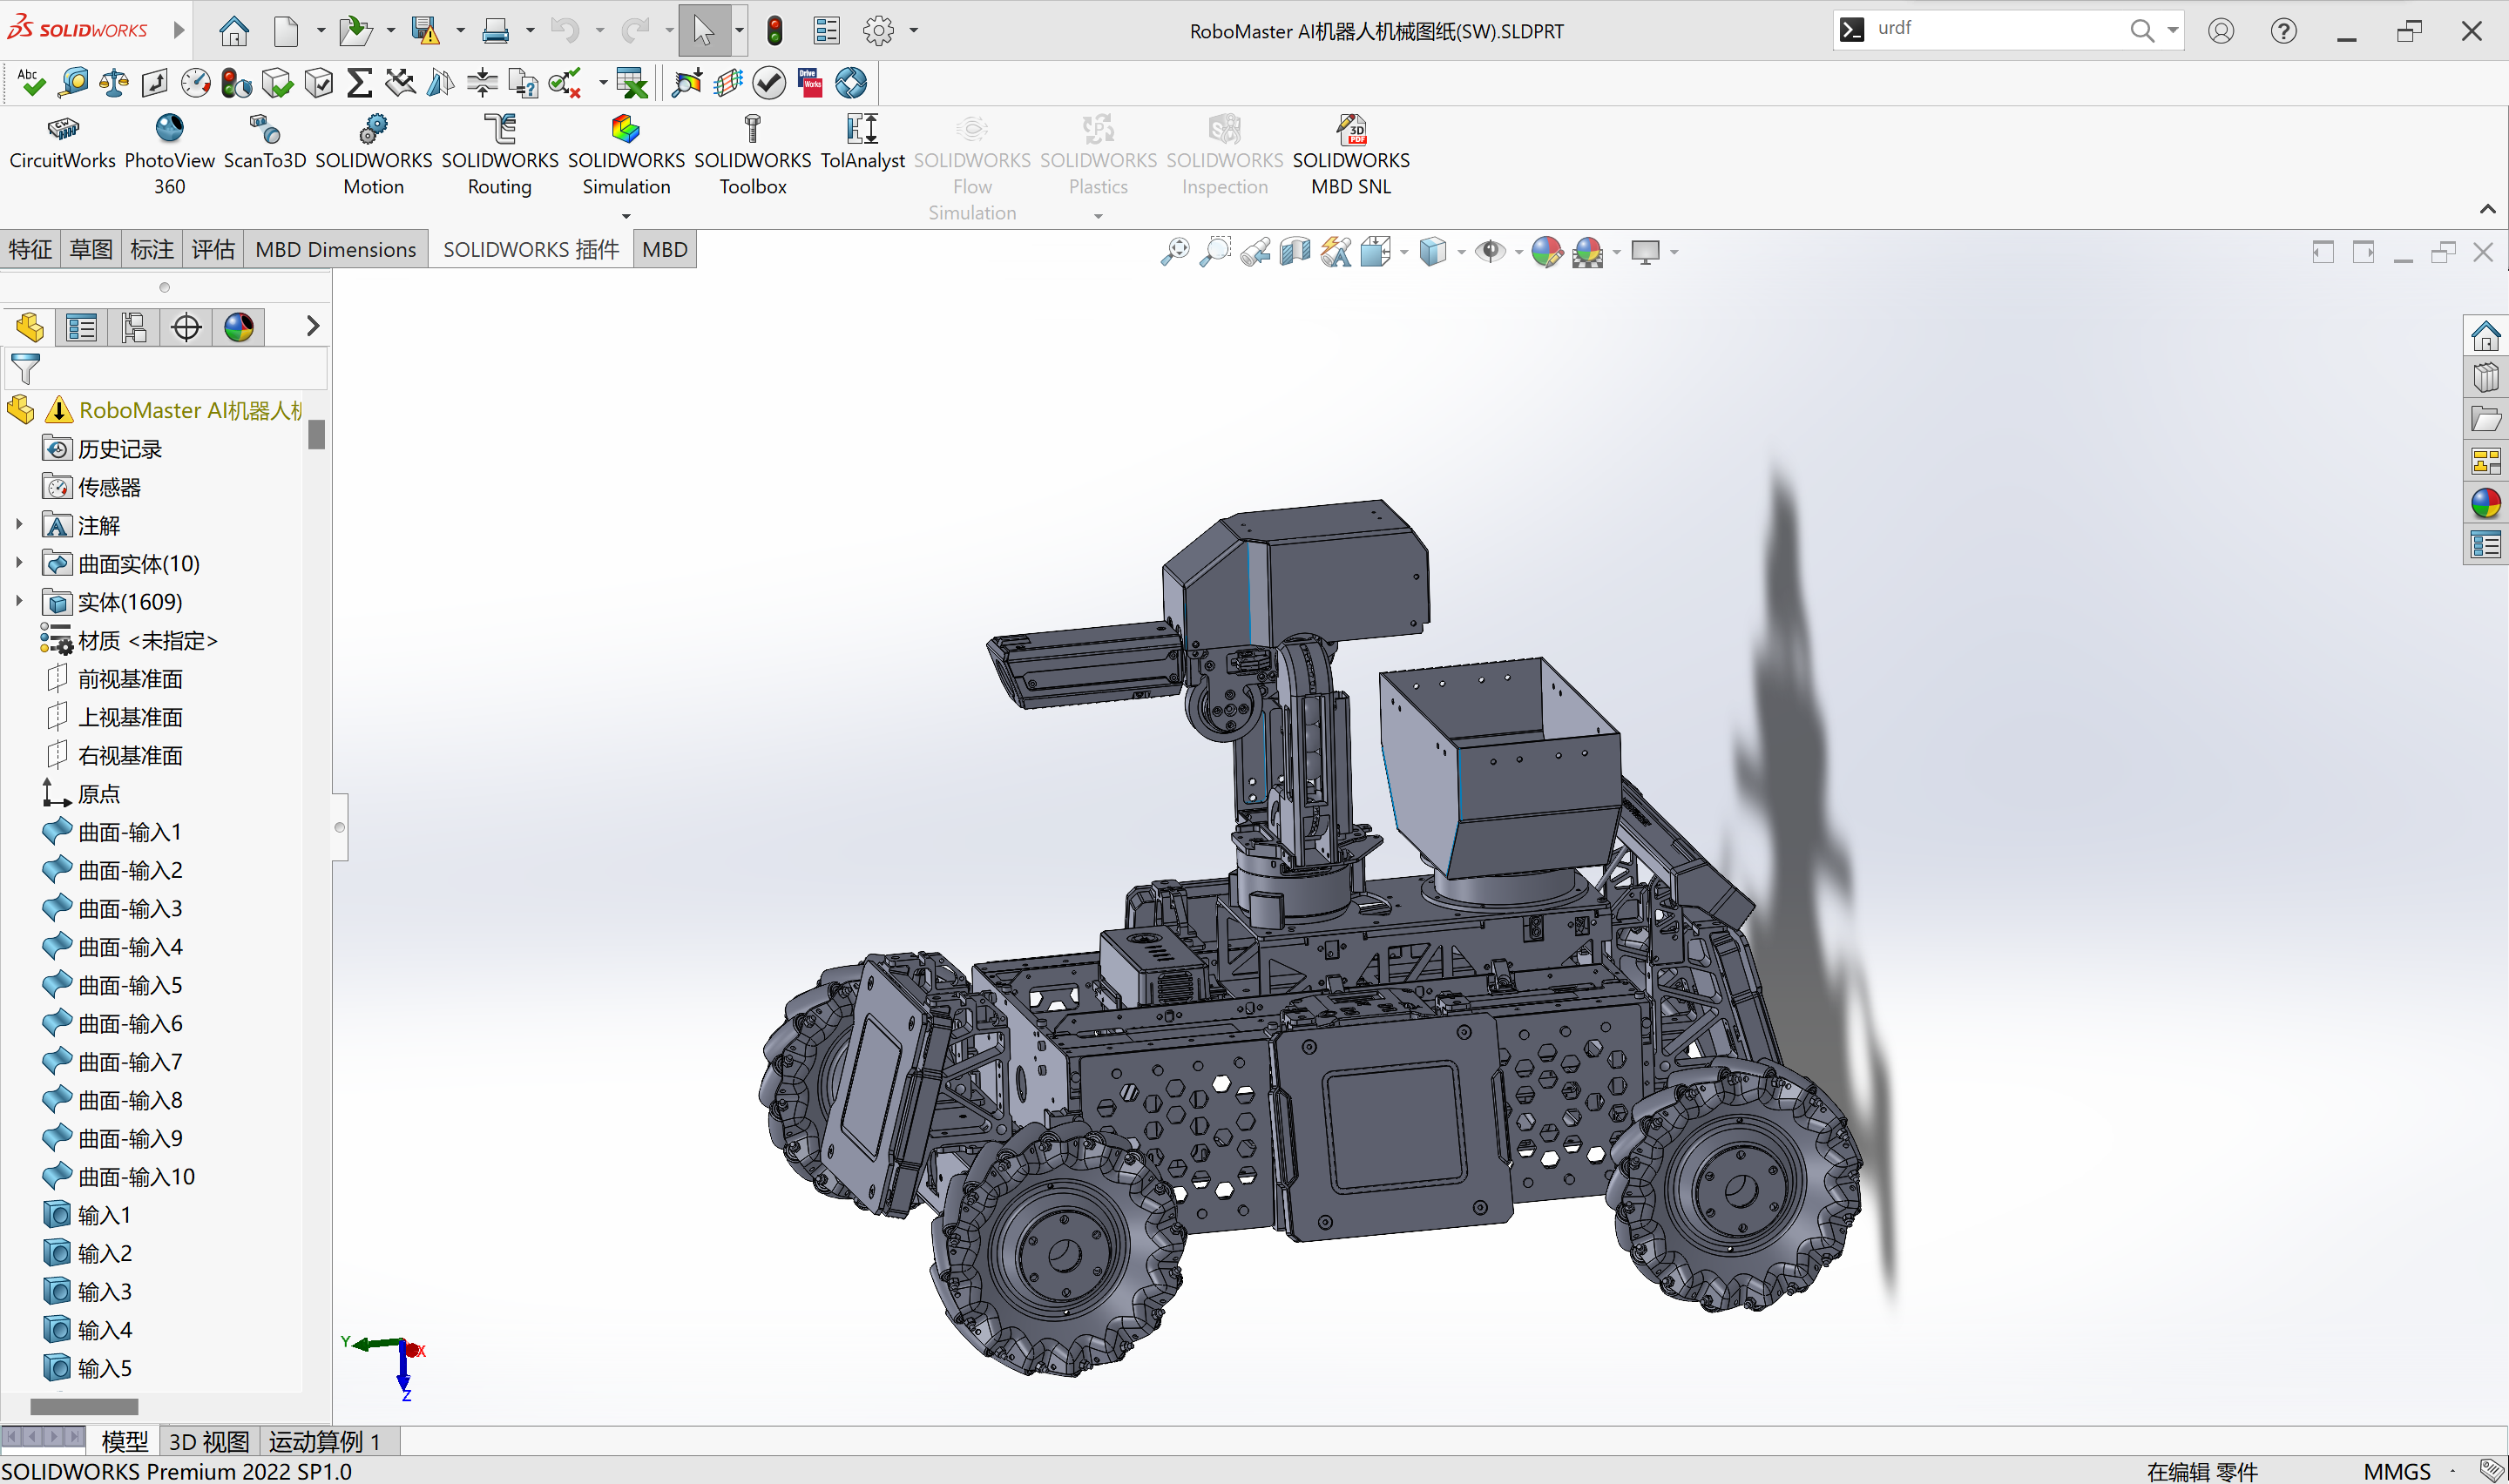 SOLIDWORKS
RoboMaster AI机器人机械图纸(SW).SLDPRT
urdf
Abc
Drive
Works
CircuitWorks
PhotoView
360
ScanTo3D
SOLIDWORKS
Motion
SOLIDWORKS
Routing
SOLIDWORKS
Simulation
SOLIDWORKS
Toolbox
TolAnalyst
SOLIDWORKS
Flow
Simulation
SOLIDWORKS
Plastics
SOLIDWORKS
Inspection
SOLIDWORKS
MBD SNL
特征
草图
标注
评估
MBD Dimensions
SOLIDWORKS 插件
MBD
RoboMaster AI机器人机
历史记录
传感器
注解
曲面实体(10)
实体(1609)
材质 <未指定>
前视基准面
上视基准面
右视基准面
原点
曲面-输入1
曲面-输入2
曲面-输入3
曲面-输入4
曲面-输入5
曲面-输入6
曲面-输入7
曲面-输入8
曲面-输入9
曲面-输入10
输入1
输入2
输入3
输入4
输入5
Y
X
Z
模型
3D 视图
运动算例 1
SOLIDWORKS Premium 2022 SP1.0
在编辑 零件
MMGS